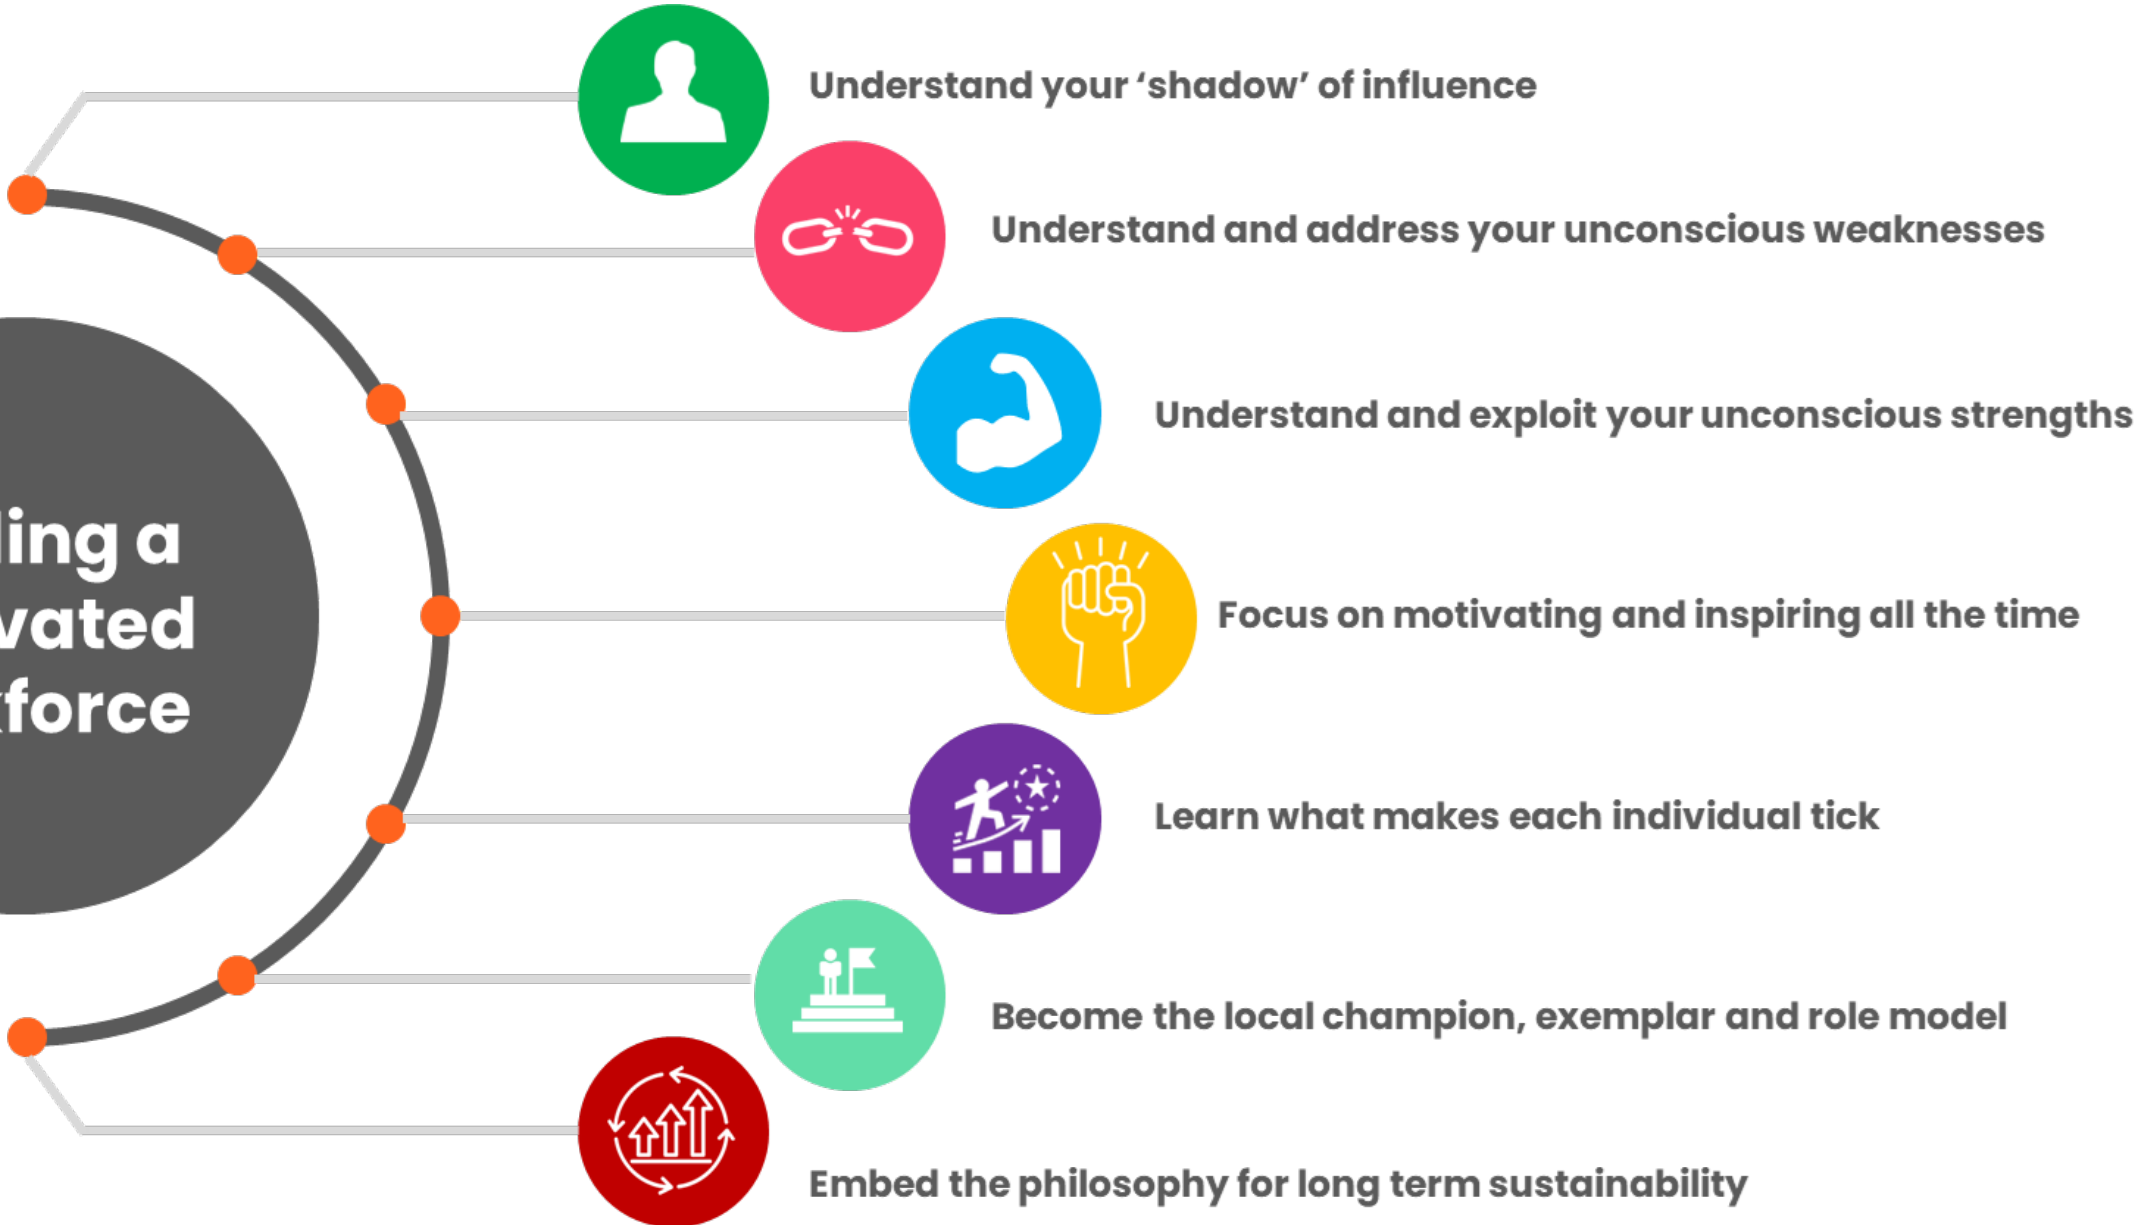 Understand your ‘shadow’ of influence
Understand and address your unconscious weaknesses
Understand and exploit your unconscious strengths
ing a
vated
force
Focus on motivating and inspiring all the time
Learn what makes each individual tick
Become the local champion, exemplar and role model
Embed the philosophy for long term sustainability